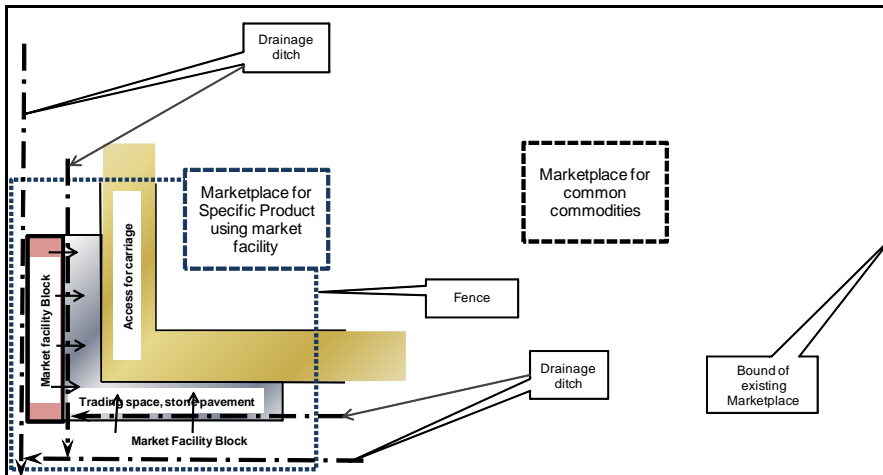 Drainage
ditch
Marketplace for
Specific Product
using market
facility
Marketplace for
common
commodities
Access for carriage
Market facility Block
Fence
Drainage
ditch
Bound of
existing
Marketplace
Trading space, stone pavement
Market Facility Block